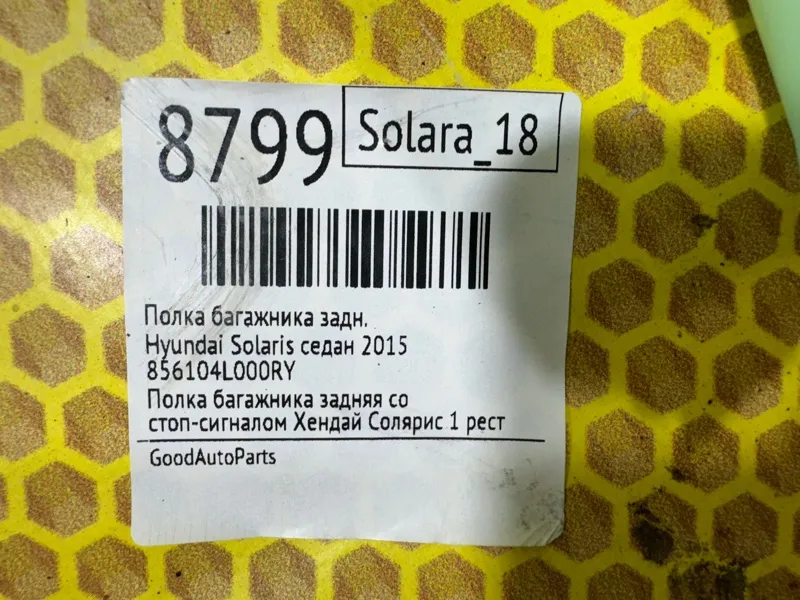 8799
Solara_18
Полка багажника задн.
Hyundai Solaris седан 2015
856104L000RY
Полка багажника задняя со
стоп-сигналом Хендай Солярис 1 рест
GoodAutoParts